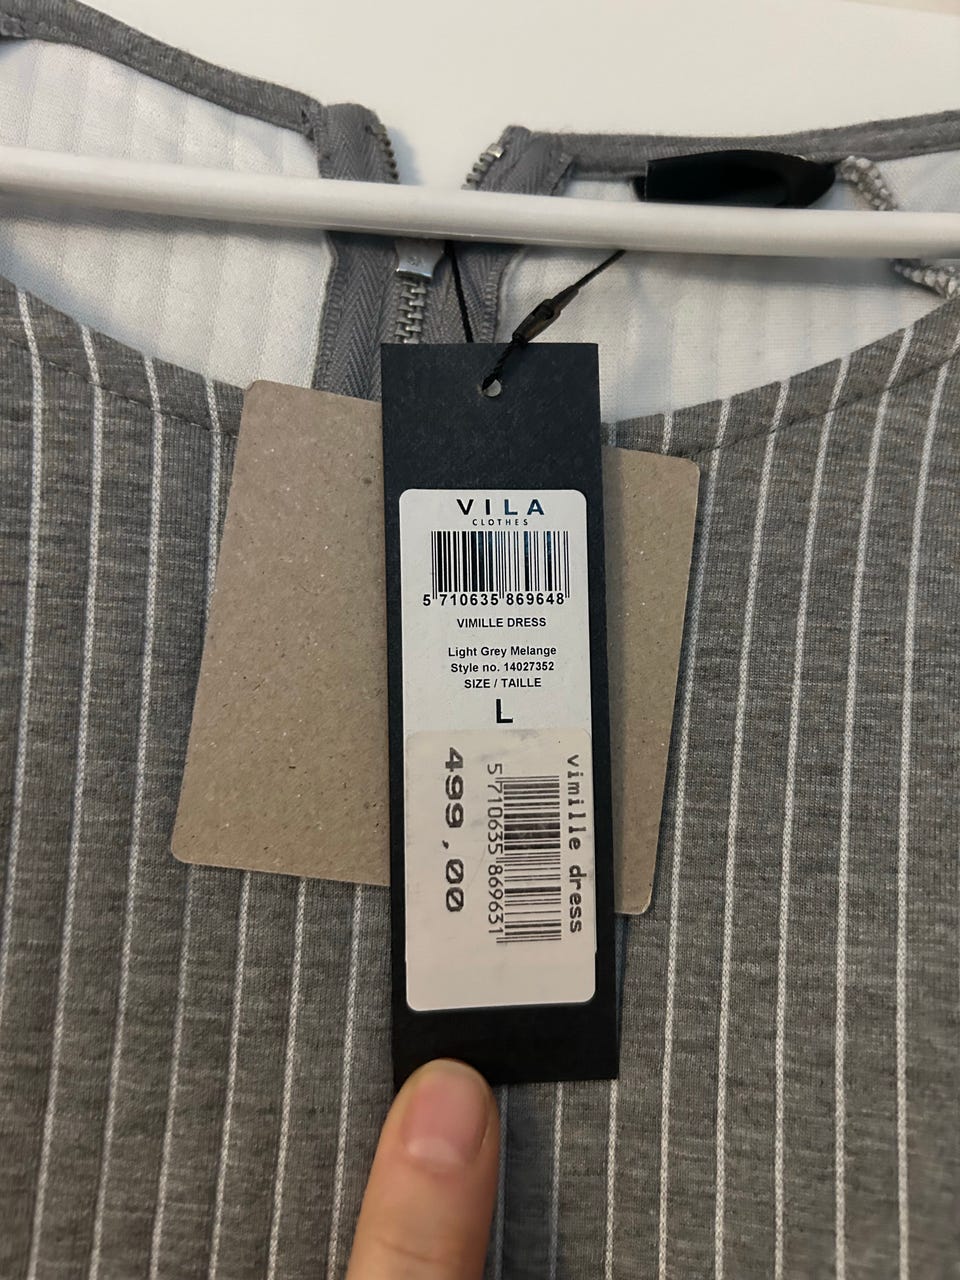 VILA
CLOTHES
5 710635 869648
VIMILLE DRESS
Light Grey Melange
Style no. 14027352
SIZE / TAILLE
L
vimille dress
5 710635 869631
499,00